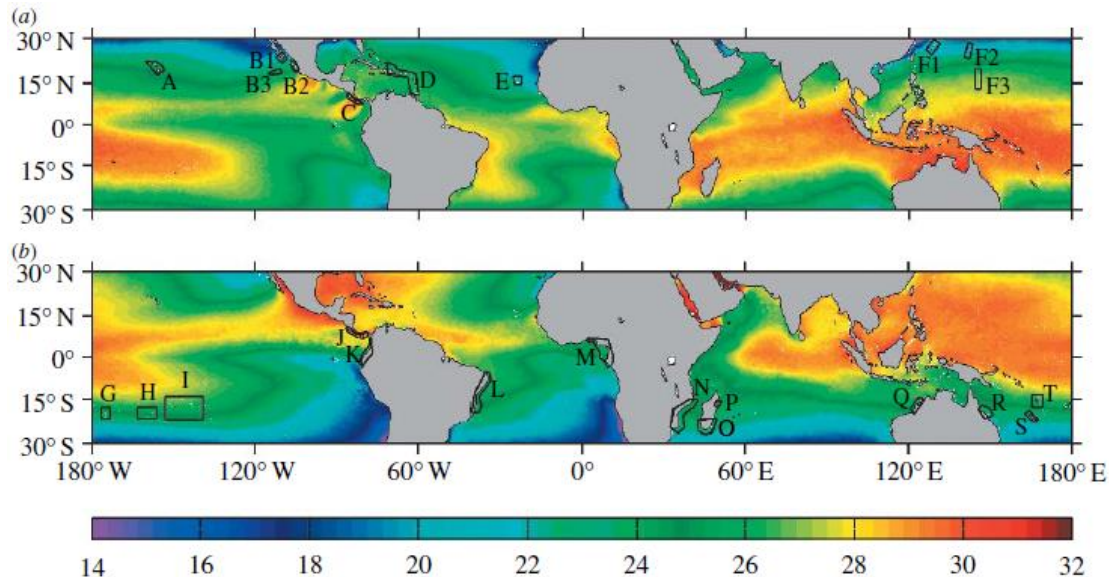 (a)
30° N
15° N
0°
15° S
30° S
A
B1
B3
B2
C
D
E
F1
F2
F3
(b)
30° N
15° N
0°
15° S
30° S
G
H
I
J
K
L
M
N
P
O
Q
R
S
T
180° W
120° W
60° W
0°
60° E
120° E
180° E
14
16
18
20
22
24
26
28
30
32